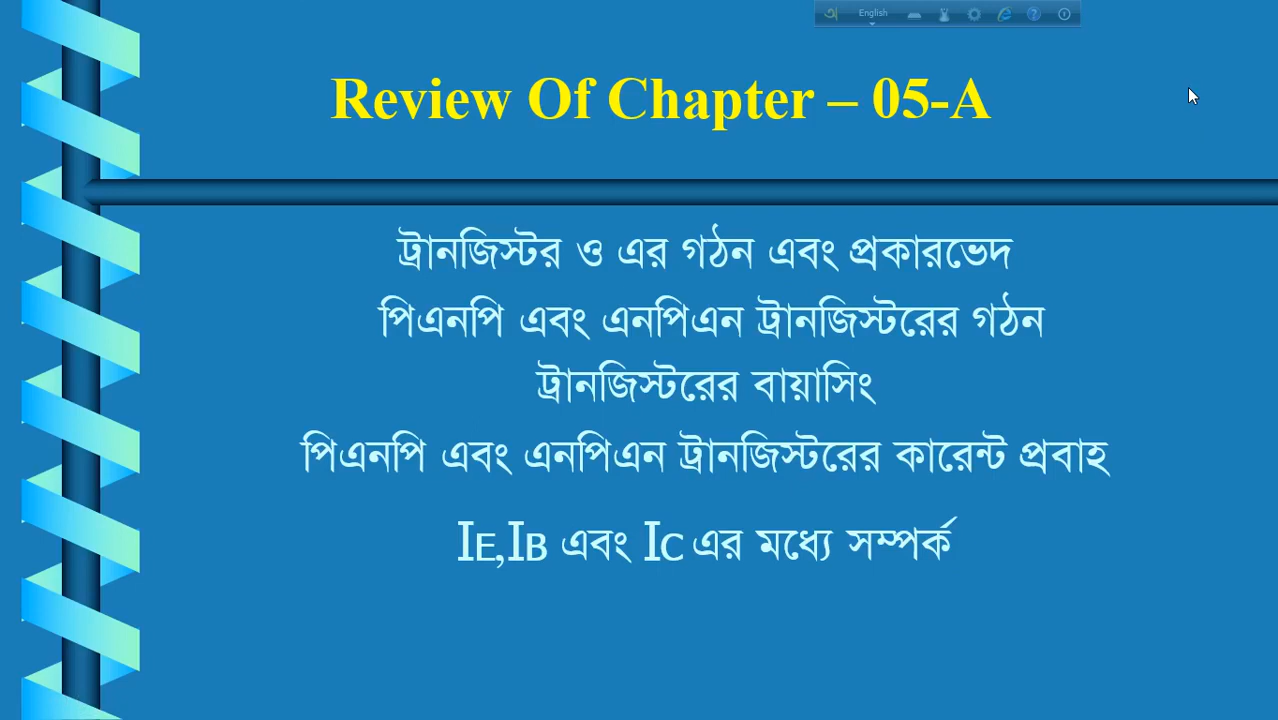 অ English
Review Of Chapter – 05-A
ট্রানজিস্টর ও এর গঠন এবং প্রকারভেদ
পিএনপি এবং এনপিএন ট্রানজিস্টরের গঠন
ট্রানজিস্টরের বায়াসিং
পিএনপি এবং এনপিএন ট্রানজিস্টরের কারেন্ট প্রবাহ
IE,IB এবং IC এর মধ্যে সম্পর্ক